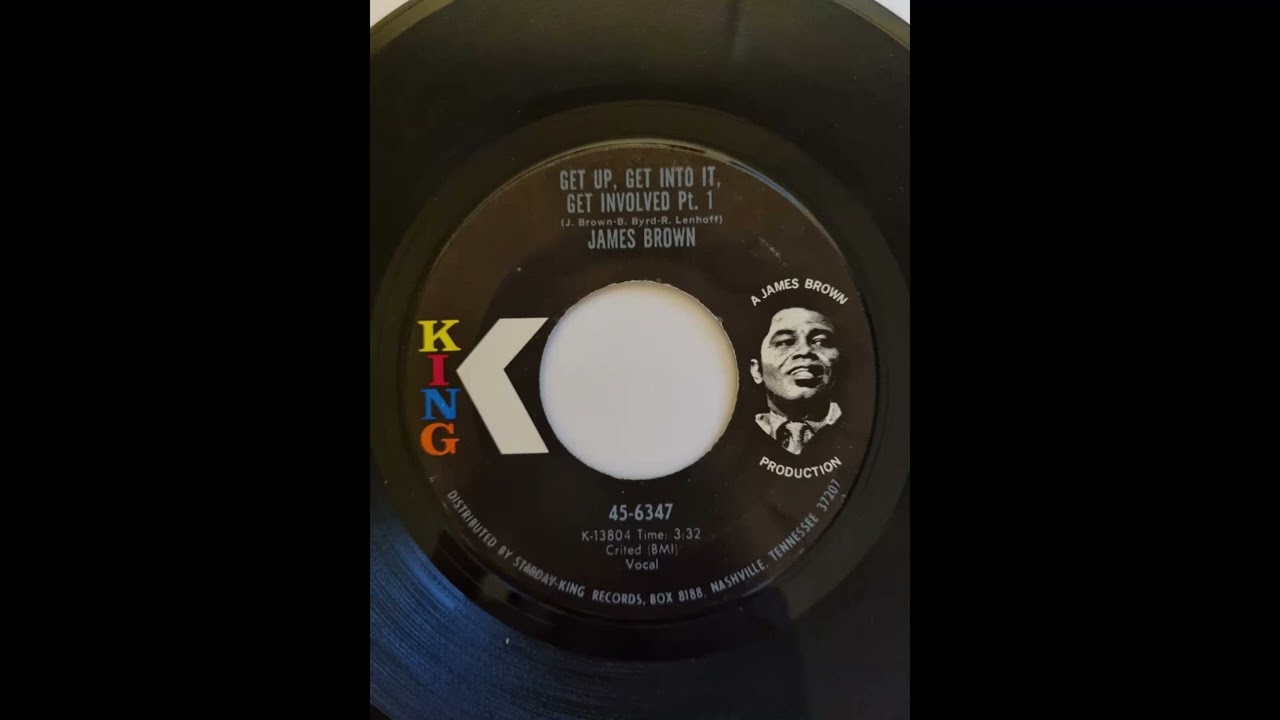 GET UP, GET INTO IT,
GET INVOLVED Pt. 1
(J. Brown-B. Byrd-R. Lenhoff)
JAMES BROWN
A JAMES BROWN
PRODUCTION
KING
45-6347
K-13804 Time: 3:32
Crited (BMI)
Vocal
DISTRIBUTED BY STARDAY-KING RECORDS, BOX 8188, NASHVILLE, TENNESSEE 37207